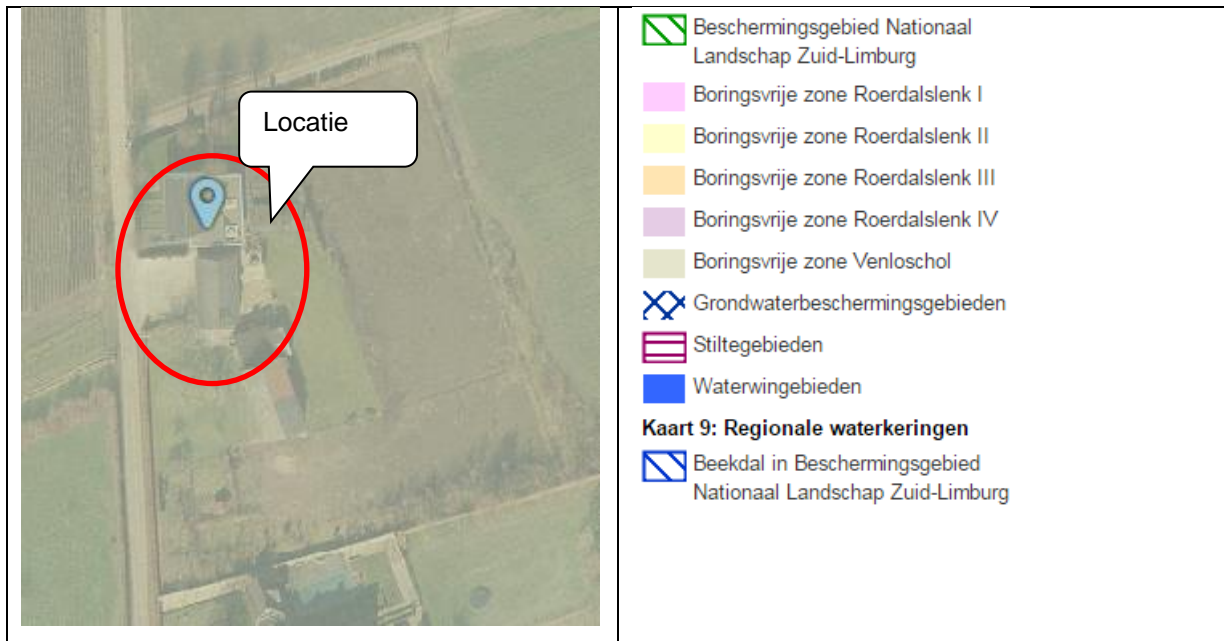 Locatie
Beschermingsgebied Nationaal
Landschap Zuid-Limburg
Boringsvrije zone Roerdalslenk I
Boringsvrije zone Roerdalslenk II
Boringsvrije zone Roerdalslenk III
Boringsvrije zone Roerdalslenk IV
Boringsvrije zone Venloschol
Grondwaterbeschermingsgebieden
Stiltegebieden
Waterwingebieden
Kaart 9: Regionale waterkeringen
Beekdal in Beschermingsgebied
Nationaal Landschap Zuid-Limburg